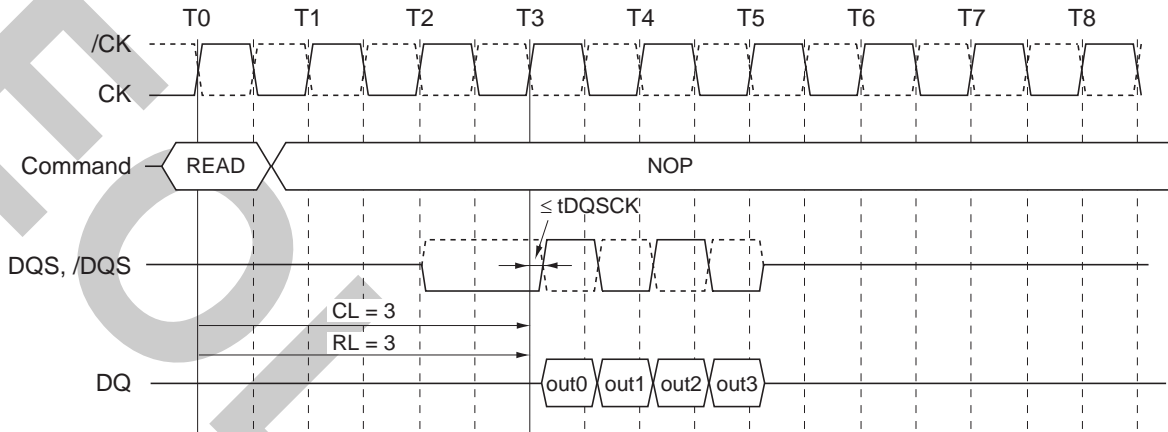 T0 T1 T2 T3 T4 T5 T6 T7 T8
/CK
CK
Command READ NOP
≤ tDQSCK
DQS, /DQS
CL = 3
RL = 3
DQ out0 out1 out2 out3